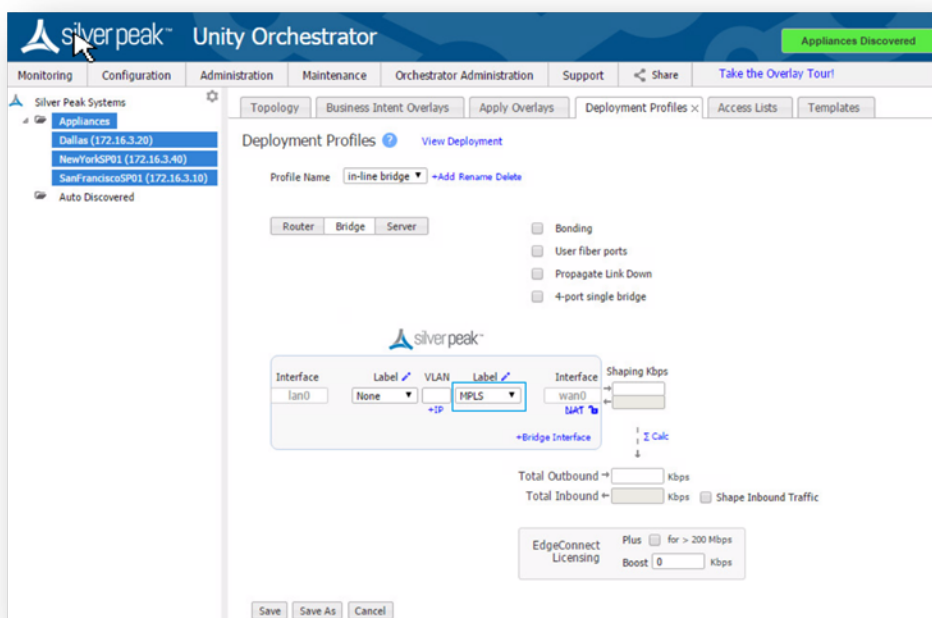 silver peak™ Unity Orchestrator
Appliances Discovered
Monitoring Configuration Administration Maintenance Orchestrator Administration Support Share Take the Overlay Tour!
Silver Peak Systems
Appliances
Dallas (172.16.3.20)
NewYorkSP01 (172.16.3.40)
SanFranciscoSP01 (172.16.3.10)
Auto Discovered
Topology Business Intent Overlays Apply Overlays Deployment Profiles × Access Lists Templates
Deployment Profiles ? View Deployment
Profile Name in-line bridge +Add Rename Delete
Router Bridge Server
Bonding
User fiber ports
Propagate Link Down
4-port single bridge
silver peak™
Interface Label VLAN Label Interface Shaping Kbps
lan0 None MPLS wan0
+IP NAT
+Bridge Interface Σ Calc
Total Outbound Kbps
Total Inbound Kbps Shape Inbound Traffic
EdgeConnect Licensing
Plus for > 200 Mbps
Boost 0 Kbps
Save Save As Cancel